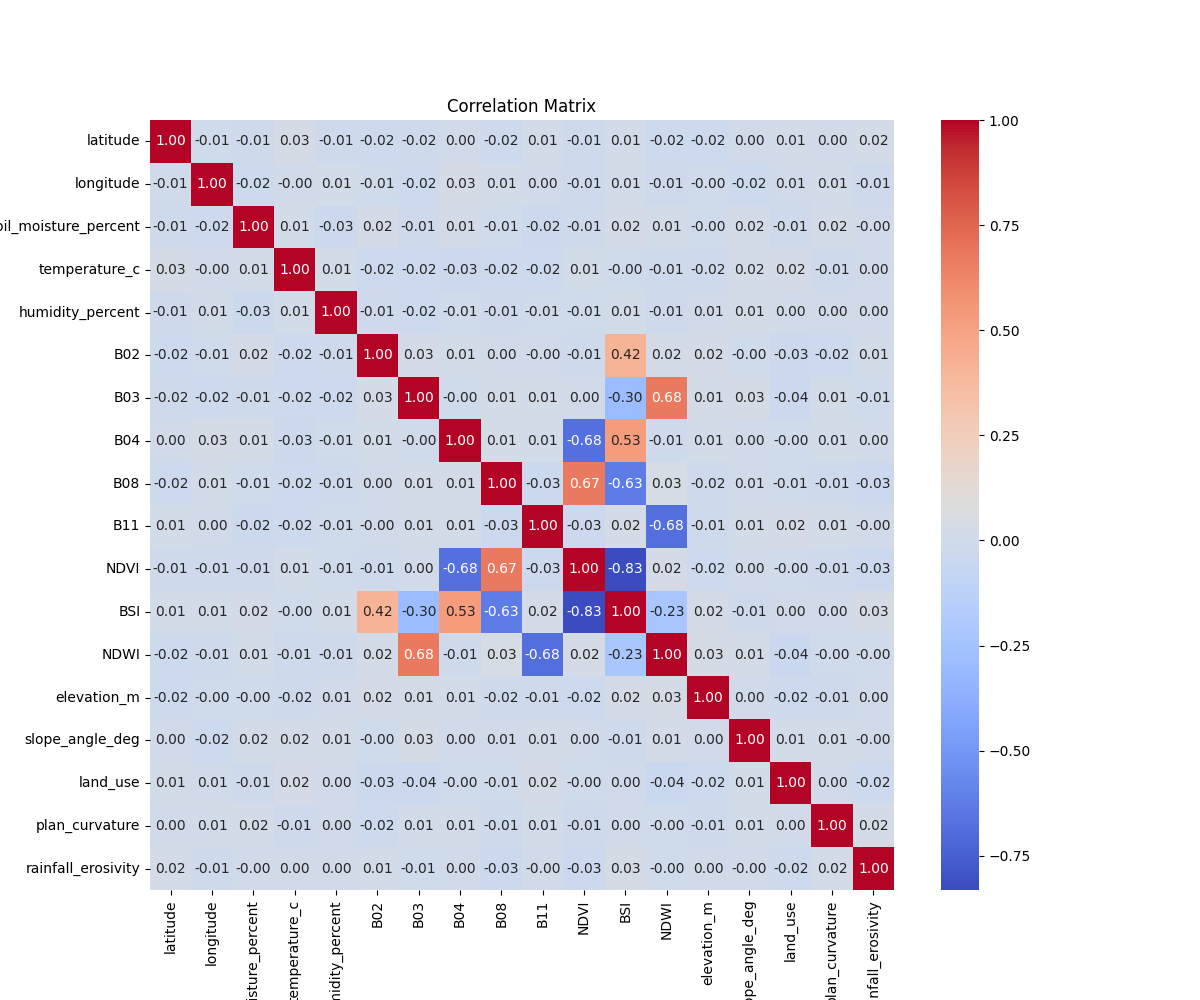 Correlation Matrix
latitude 1.00 -0.01 -0.01 0.03 -0.01 -0.02 -0.02 0.00 -0.02 0.01 -0.01 0.01 -0.02 -0.02 0.00 0.01 0.00 0.02
longitude -0.01 1.00 -0.02 -0.00 0.01 -0.01 -0.02 0.03 0.01 0.00 -0.01 0.01 -0.01 -0.00 -0.02 0.01 0.01 -0.01
oil_moisture_percent -0.01 -0.02 1.00 0.01 -0.03 0.02 -0.01 0.01 -0.01 -0.02 -0.01 0.02 0.01 -0.00 0.02 -0.01 0.02 -0.00
temperature_c 0.03 -0.00 0.01 1.00 0.01 -0.02 -0.02 -0.03 -0.02 -0.02 0.01 -0.00 -0.01 -0.02 0.02 0.02 -0.01 0.00
humidity_percent -0.01 0.01 -0.03 0.01 1.00 -0.01 -0.02 -0.01 -0.01 -0.01 -0.01 0.01 -0.01 0.01 0.01 0.00 0.00 0.00
B02 -0.02 -0.01 0.02 -0.02 -0.01 1.00 0.03 0.01 0.00 -0.00 -0.01 0.42 0.02 0.02 -0.00 -0.03 -0.02 0.01
B03 -0.02 -0.02 -0.01 -0.02 -0.02 0.03 1.00 -0.00 0.01 0.01 0.00 -0.30 0.68 0.01 0.03 -0.04 0.01 -0.01
B04 0.00 0.03 0.01 -0.03 -0.01 0.01 -0.00 1.00 0.01 0.01 -0.68 0.53 -0.01 0.01 0.00 -0.00 0.01 0.00
B08 -0.02 0.01 -0.01 -0.02 -0.01 0.00 0.01 0.01 1.00 -0.03 0.67 -0.63 0.03 -0.02 0.01 -0.01 -0.01 -0.03
B11 0.01 0.00 -0.02 -0.02 -0.01 -0.00 0.01 0.01 -0.03 1.00 -0.03 0.02 -0.68 -0.01 0.01 0.02 0.01 -0.00
NDVI -0.01 -0.01 -0.01 0.01 -0.01 -0.01 0.00 -0.68 0.67 -0.03 1.00 -0.83 0.02 -0.02 0.00 -0.00 -0.01 -0.03
BSI 0.01 0.01 0.02 -0.00 0.01 0.42 -0.30 0.53 -0.63 0.02 -0.83 1.00 -0.23 0.02 -0.01 0.00 0.00 0.03
NDWI -0.02 -0.01 0.01 -0.01 -0.01 0.02 0.68 -0.01 0.03 -0.68 0.02 -0.23 1.00 0.03 0.01 -0.04 -0.00 -0.00
elevation_m -0.02 -0.00 -0.00 -0.02 0.01 0.02 0.01 0.01 -0.02 -0.01 -0.02 0.02 0.03 1.00 0.00 -0.02 -0.01 0.00
slope_angle_deg 0.00 -0.02 0.02 0.02 0.01 -0.00 0.03 0.00 0.01 0.01 0.00 -0.01 0.01 0.00 1.00 0.01 0.01 -0.00
land_use 0.01 0.01 -0.01 0.02 0.00 -0.03 -0.04 -0.00 -0.01 0.02 -0.00 0.00 -0.04 -0.02 0.01 1.00 0.00 -0.02
plan_curvature 0.00 0.01 0.02 -0.01 0.00 -0.02 0.01 0.01 -0.01 0.01 -0.01 0.00 -0.00 -0.01 0.01 0.00 1.00 0.02
rainfall_erosivity 0.02 -0.01 -0.00 0.00 0.00 0.01 -0.01 0.00 -0.03 -0.00 -0.03 0.03 -0.00 0.00 -0.00 -0.02 0.02 1.00
latitude
longitude
isture_percent
temperature_c
midity_percent
B02
B03
B04
B08
B11
NDVI
BSI
NDWI
elevation_m
ope_angle_deg
land_use
plan_curvature
nfall_erosivity
1.00
0.75
0.50
0.25
0.00
−0.25
−0.50
−0.75